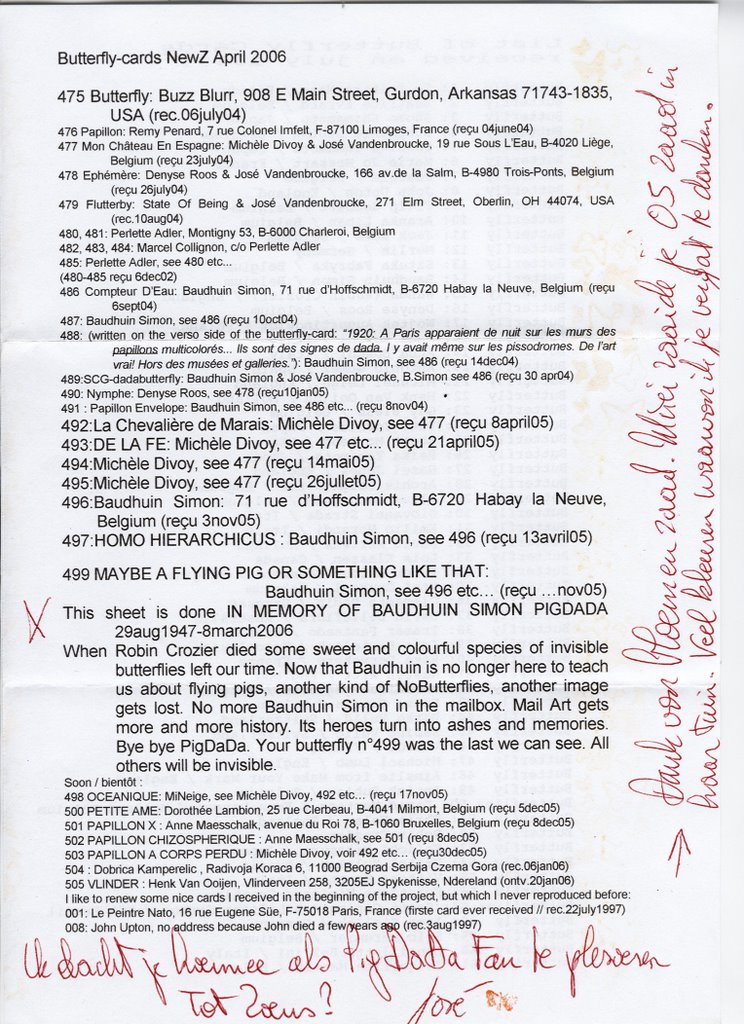 Butterfly-cards NewZ April 2006
475 Butterfly: Buzz Blurr, 908 E Main Street, Gurdon, Arkansas 71743-1835,
USA (rec.06july04)
476 Papillon: Remy Penard, 7 rue Colonel Imfelt, F-87100 Limoges, France (reçu 04june04)
477 Mon Château En Espagne: Michèle Divoy & José Vandenbroucke, 19 rue Sous L'Eau, B-4020 Liège,
Belgium (reçu 23july04)
478 Ephémère: Denyse Roos & José Vandenbroucke, 166 av.de la Salm, B-4980 Trois-Ponts, Belgium
(reçu 26july04)
479 Flutterby: State Of Being & José Vandenbroucke, 271 Elm Street, Oberlin, OH 44074, USA
(rec.10aug04)
480, 481: Perlette Adler, Montigny 53, B-6000 Charleroi, Belgium
482, 483, 484: Marcel Collignon, c/o Perlette Adler
485: Perlette Adler, see 480 etc...
(480-485 reçu 6dec02)
486 Compteur D'Eau: Baudhuin Simon, 71 rue d'Hoffschmidt, B-6720 Habay la Neuve, Belgium (reçu
6sept04)
487: Baudhuin Simon, see 486 (reçu 10oct04)
488: (written on the verso side of the butterfly-card: "1920: A Paris apparaient de nuit sur les murs des
papillons multicolorés... Ils sont des signes de dada. I y avait même sur les pissodromes. De l'art
vrai! Hors des musées et galleries."): Baudhuin Simon, see 486 (reçu 14dec04)
489:SCG-dadabutterfly: Baudhuin Simon & José Vandenbroucke, B.Simon see 486 (reçu 30 apr04)
490: Nymphe: Denyse Roos, see 478 (reçu10jan05)
491 : Papillon Envelope: Baudhuin Simon, see 486 etc... (reçu 8nov04)
492:La Chevalière de Marais: Michèle Divoy, see 477 (reçu 8april05)
493:DE LA FE: Michèle Divoy, see 477 etc... (reçu 21april05)
494:Michèle Divoy, see 477 (reçu 14mai05)
495:Michèle Divoy, see 477 (reçu 26juillet05)
496:Baudhuin Simon: 71 rue d'Hoffschmidt, B-6720 Habay la Neuve,
Belgium (reçu 3nov05)
497:HOMO HIERARCHICUS : Baudhuin Simon, see 496 (reçu 13avril05)
499 MAYBE A FLYING PIG OR SOMETHING LIKE THAT:
Baudhuin Simon, see 496 etc... (reçu ...nov05)
X This sheet is done IN MEMORY OF BAUDHUIN SIMON PIGDADA
29aug1947-8march2006
When Robin Crozier died some sweet and colourful species of invisible
butterflies left our time. Now that Baudhuin is no longer here to teach
us about flying pigs, another kind of NoButterflies, another image
gets lost. No more Baudhuin Simon in the mailbox. Mail Art gets
more and more history. Its heroes turn into ashes and memories.
Bye bye PigDaDa. Your butterfly n°499 was the last we can see. All
others will be invisible.
Soon / bientôt :
498 OCEANIQUE: MiNeige, see Michèle Divoy, 492 etc... (reçu 17nov05)
500 PETITE AME: Dorothée Lambion, 25 rue Clerbeau, B-4041 Milmort, Belgium (reçu 5dec05)
501 PAPILLON X : Anne Maesschalk, avenue du Roi 78, B-1060 Bruxelles, Belgium (reçu 8dec05)
502 PAPILLON CHIZOSPHERIQUE : Anne Maesschalk, see 501 (reçu 8dec05)
503 PAPILLON A CORPS PERDU : Michèle Divoy, voir 492 etc... (reçu30dec05)
504 : Dobrica Kamperelic , Radivoja Koraca 6, 11000 Beograd Serbija Czerna Gora (rec.06jan06)
505 VLINDER : Henk Van Ooijen, Vlinderveen 258, 3205EJ Spykenisse, Ndereland (ontv.20jan06)
I like to renew some nice cards I received in the beginning of the project, but which I never reproduced before:
001: Le Peintre Nato, 16 rue Eugene Süe, F-75018 Paris, France (firste card ever received // rec.22july1997)
008: John Upton, no address because John died a few years ago (rec.3aug1997)
Ik dacht je hiermee als PigDaDa Fan te plesieren
Tot Zoens? José
→ Dank voor bloemen zaad. zaaide je 05 zaad in
haar tuin. Veel kleuren waarvoor ik je vergat te danken.